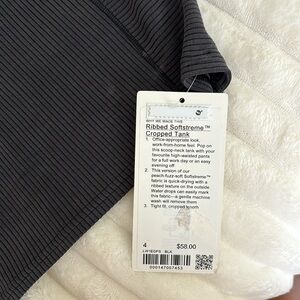 WHY WE MADE THIS
Ribbed Softstreme™
Cropped Tank
1. Office-appropriate look,
work-from-home feel. Pop on
this scoop-neck tank with your
favourite high-waisted pants
for a full work day or an easy
evening off
2. This version of our
peach-fuzz-soft Softstreme™
fabric is quick-drying with a
ribbed texture on the outside
Water drops can easily mark
this fabric—a gentle machine
wash will remove them
3. Tight fit, cropped length
4 $58.00
LW1EGFS BLK
000147007453